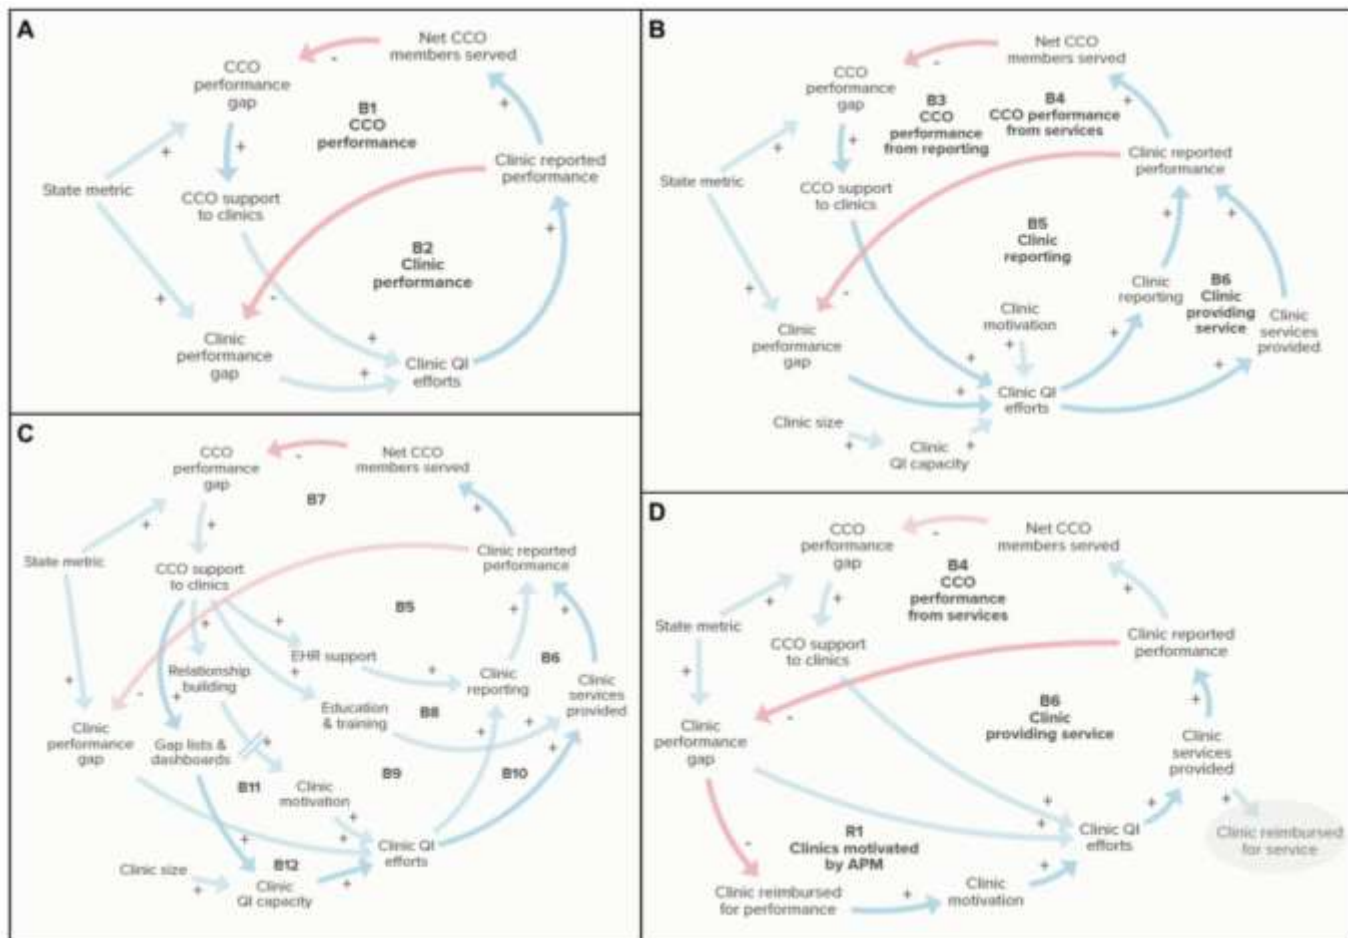 A
Net CCO
members served
-
CCO
performance
gap
B1
CCO
performance
+
+
+
Clinic reported
performance
State metric
CCO support
to clinics
+
B2
Clinic
performance
+
-
+
Clinic
performance
gap
Clinic QI
efforts
+
B
Net CCO
members served
-
CCO
performance
gap
B3
CCO
performance
from reporting
B4
CCO performance
from services
+
+
+
Clinic reported
performance
State metric
CCO support
to clinics
+
+
B5
Clinic
reporting
+
-
Clinic
reporting
B6
Clinic
providing
service
Clinic
services
provided
Clinic
motivation
+
+
Clinic
performance
gap
+
+
+
Clinic QI
efforts
Clinic size
+
Clinic
QI capacity
+
C
CCO
performance
gap
-
Net CCO
members served
B7
+
+
+
State metric
CCO support
to clinics
Clinic reported
performance
B5
+
+
+
+
EHR support
+
B6
Relationship
building
+
Clinic
reporting
Clinic
services
provided
+
-
+
Education
& training
B8
+
Clinic
performance
gap
Gap lists &
dashboards
+
+
B9
B10
B11
Clinic
motivation
+
+
+
Clinic QI
efforts
B12
Clinic size
+
Clinic
QI capacity
+
D
CCO
performance
gap
-
Net CCO
members served
B4
CCO
performance
from services
+
+
+
State metric
CCO support
to clinics
Clinic reported
performance
+
+
-
B6
Clinic
providing service
Clinic
performance
gap
Clinic
services
provided
+
+
+
+
Clinic QI
efforts
Clinic reimbursed
for service
-
R1
Clinics motivated
by APM
+
Clinic reimbursed
for performance
+
Clinic
motivation